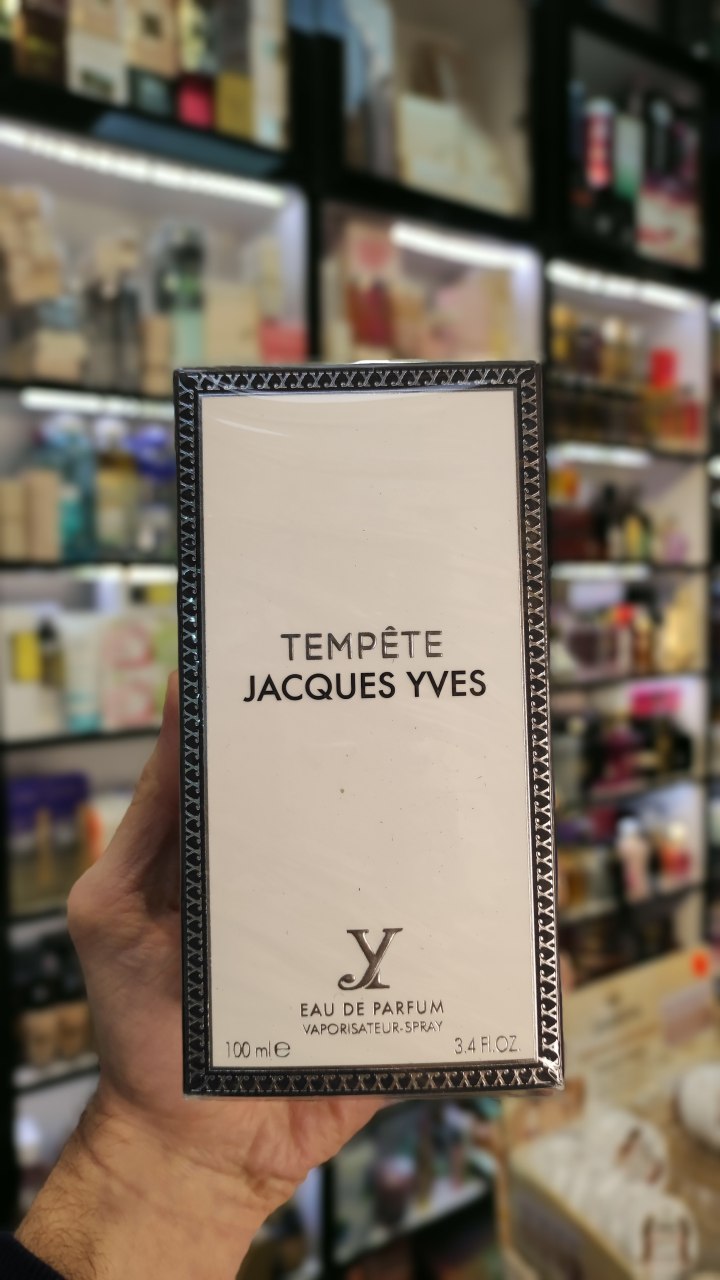 TEMPÊTE
JACQUES YVES
JY
EAU DE PARFUM
VAPORISATEUR-SPRAY
100 ml ℮ 3.4 Fl.OZ.